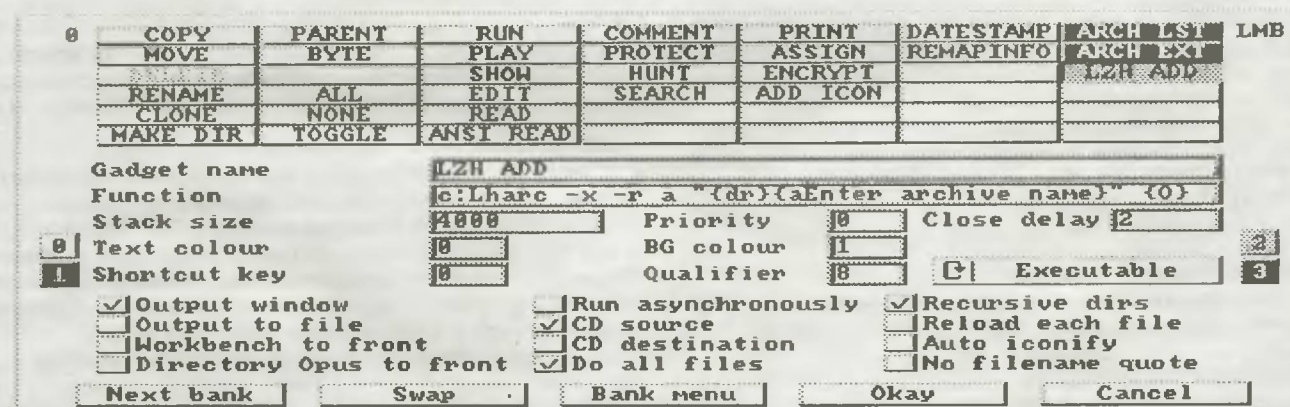 0 COPY PARENT RUN COMMENT PRINT DATESTAMP ARCH LST LMB
MOVE BYTE PLAY PROTECT ASSIGN REMAPINFO ARCH EXT
DELETE SHOW HUNT ENCRYPT LZH ADD
RENAME ALL EDIT SEARCH ADD ICON
CLONE NONE READ
MAKE DIR TOGGLE ANSI READ
Gadget name LZH ADD
Function c:Lharc -x -r a "{dr}{aEnter archive name}" {O}
Stack size 4000 Priority 0 Close delay 2
0 Text colour 0 BG colour 1 2
1 Shortcut key 0 Qualifier 8 Executable 3
Output window Run asynchronously Recursive dirs
Output to file CD source Reload each file
Workbench to front CD destination Auto iconify
Directory Opus to front Do all files No filename quote
Next bank Swap Bank menu Okay Cancel